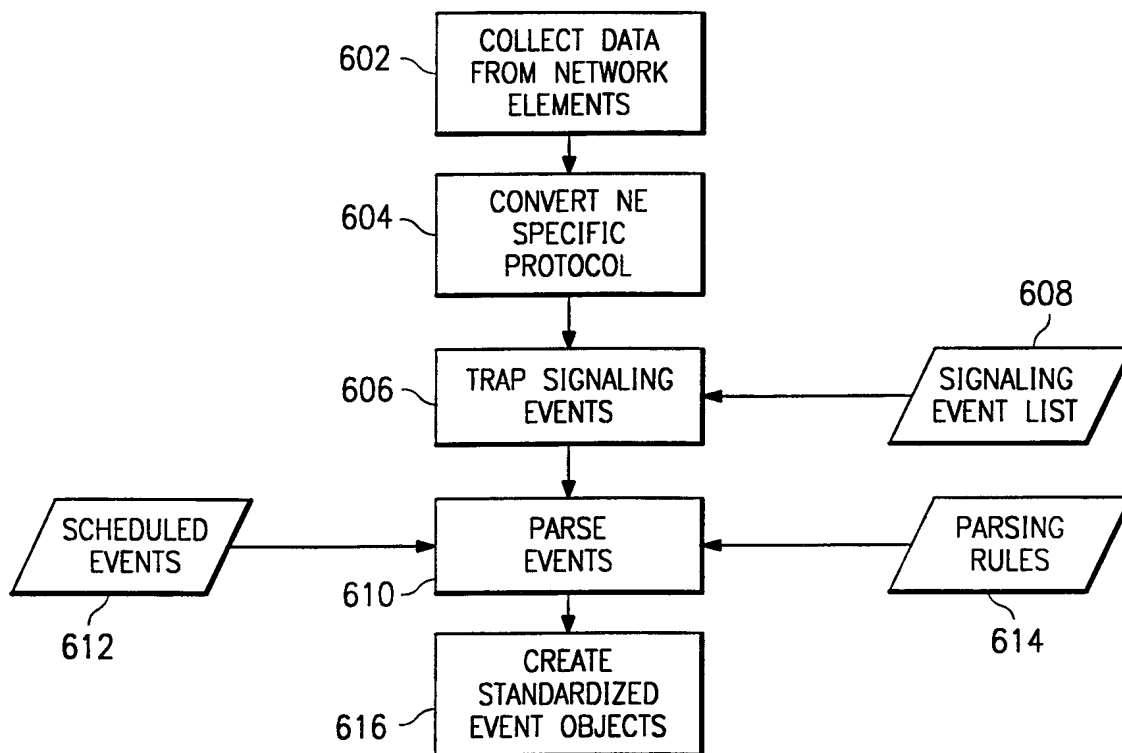 602
COLLECT DATA
FROM NETWORK
ELEMENTS
604
CONVERT NE
SPECIFIC
PROTOCOL
606
TRAP SIGNALING
EVENTS
608
SIGNALING
EVENT LIST
SCHEDULED
EVENTS
612
PARSE
EVENTS
610
PARSING
RULES
614
CREATE
STANDARDIZED
EVENT OBJECTS
616